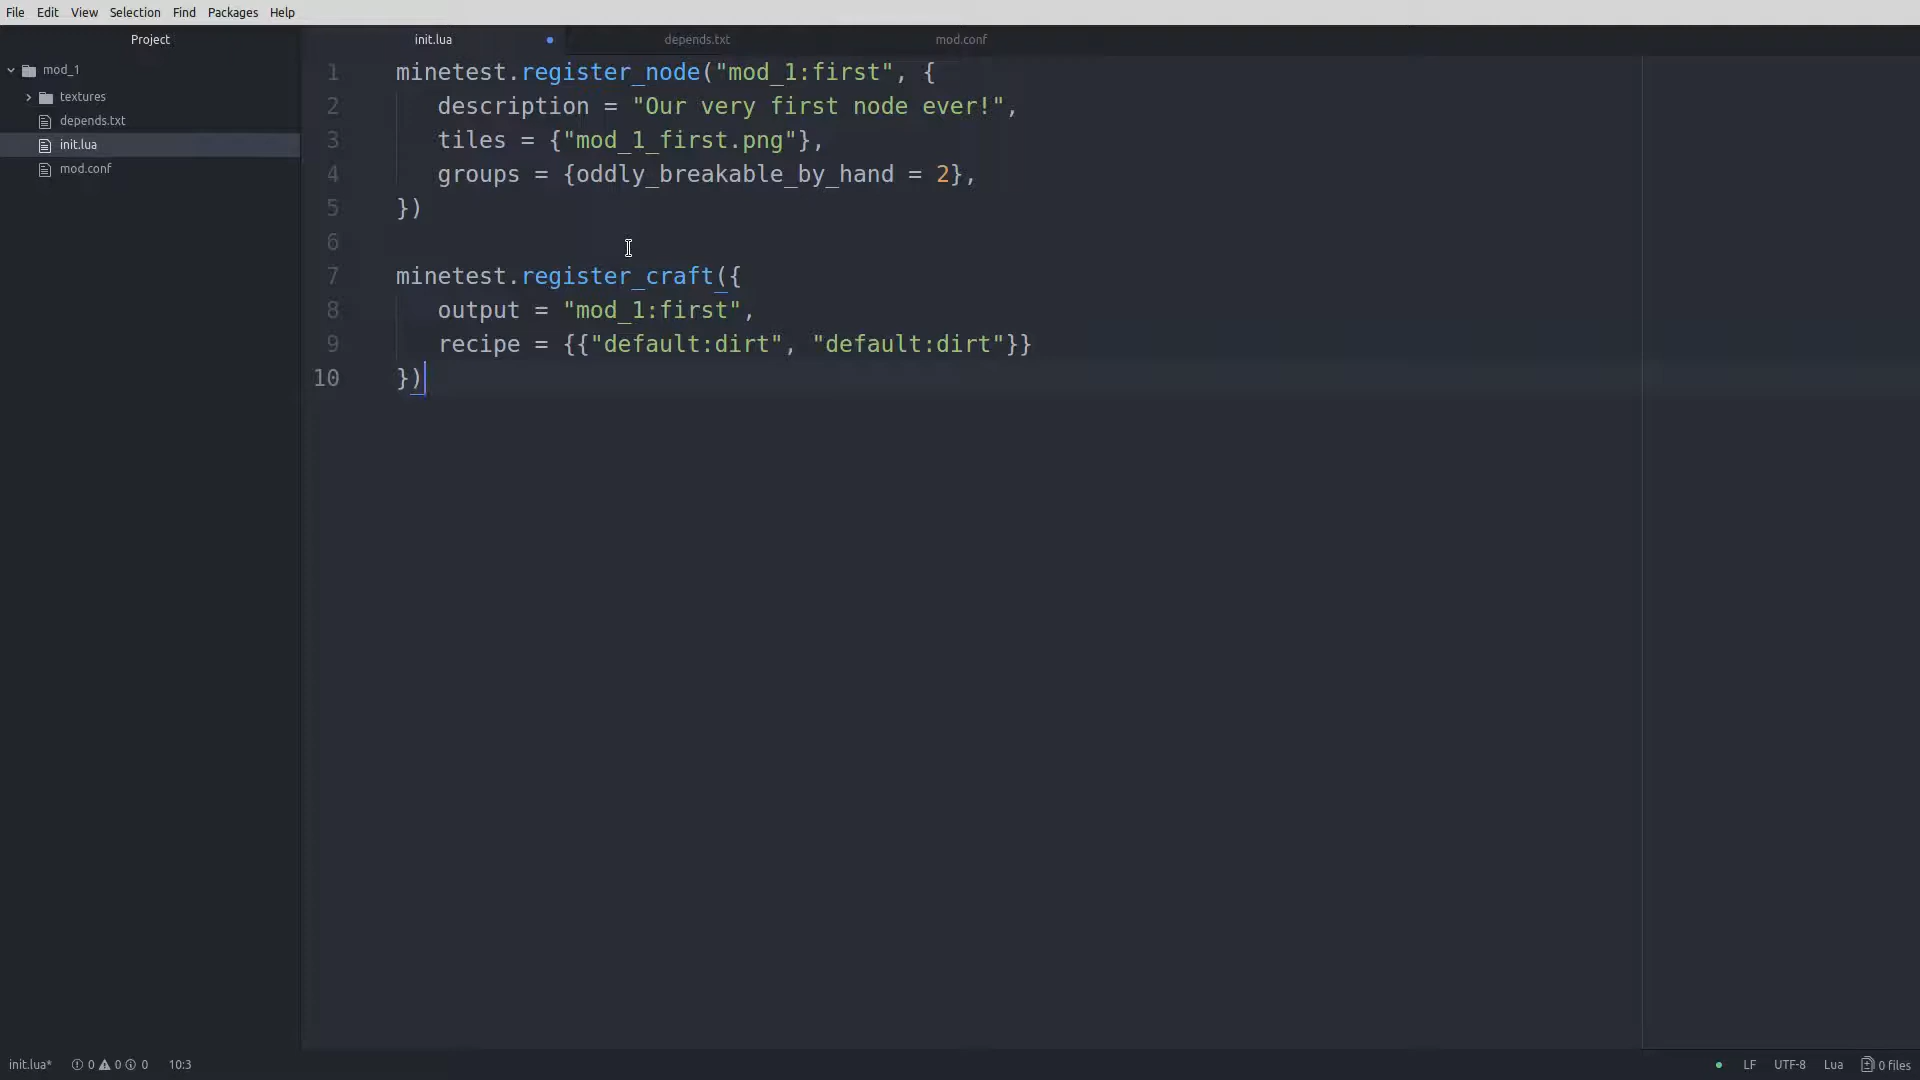 File Edit View Selection Find Packages Help
Project
mod_1
textures
depends.txt
init.lua
mod.conf
init.lua depends.txt mod.conf
1 minetest.register_node("mod_1:first", {
2 description = "Our very first node ever!",
3 tiles = {"mod_1_first.png"},
4 groups = {oddly_breakable_by_hand = 2},
5 })
6
7 minetest.register_craft({
8 output = "mod_1:first",
9 recipe = {{"default:dirt", "default:dirt"}}
10 })
init.lua* 0 0 0 10:3 LF UTF-8 Lua 0 files